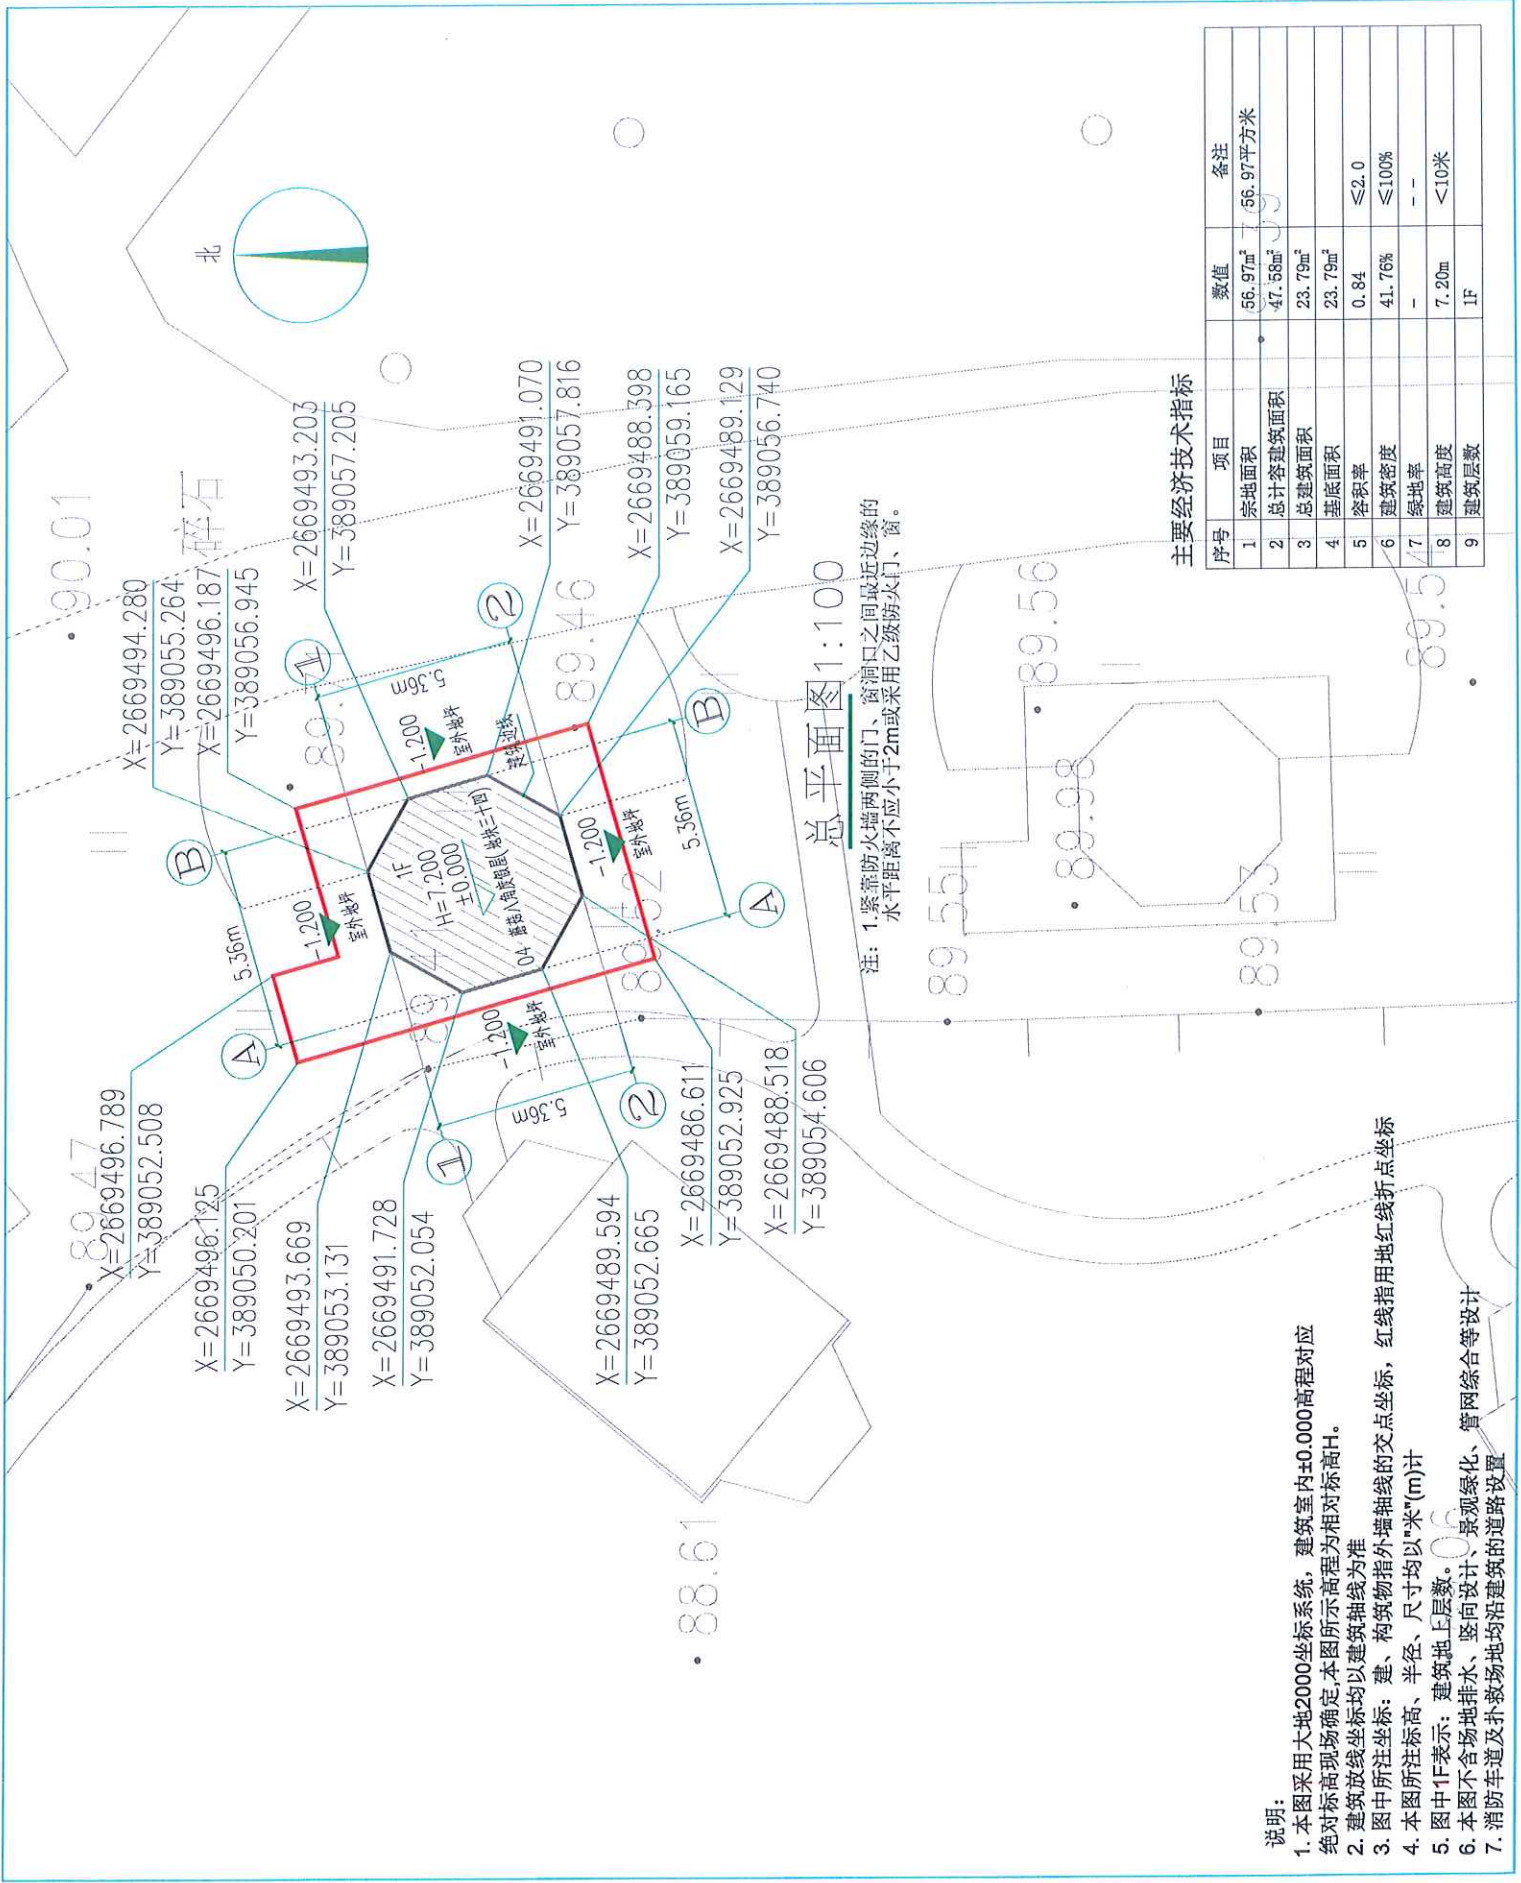 北
90.01
碎石
X=2669494.280
Y=389055.264
X=2669496.187
Y=389056.945
X=2669493.203
Y=389057.205
X=2669491.070
Y=389057.816
X=2669488.398
Y=389059.165
X=2669489.129
Y=389056.740
89.47
X=2669496.789
Y=389052.508
X=2669496.125
Y=389050.201
X=2669493.669
Y=389053.131
X=2669491.728
Y=389052.054
X=2669489.594
Y=389052.665
X=2669486.611
Y=389052.925
X=2669488.518
Y=389054.606
A
B
5.36m
1
2
5.36m
A
B
5.36m
1
2
5.36m
-1.200
室外地坪
-1.200
室外地坪
-1.200
室外地坪
-1.200
室外地坪
建筑边线
1F
H=7.200
±0.000
89.46
89.52
88.61
89.55
89.98
89.53
89.56
89.54
总平面图1:100
注：1.紧靠防火墙两侧的门、窗洞口之间最近边缘的
水平距离不应小于2m或采用乙级防火门、窗。
主要经济技术指标
序号 项目 数值 备注
1 宗地面积 56.97㎡ 56.97平方米
2 总计容建筑面积 47.58㎡
3 总建筑面积 23.79㎡
4 基底面积 23.79㎡
5 容积率 0.84 ≤2.0
6 建筑密度 41.76% ≤100%
7 绿地率 - --
8 建筑高度 7.20m <10米
9 建筑层数 1F
说明：
1. 本图采用大地2000坐标系统，建筑室内±0.000高程对应
绝对标高现场确定,本图所示高程为相对标高H。
2. 建筑放线坐标均以建筑轴线为准
3. 图中所注坐标：建、构筑物指外墙轴线的交点坐标，红线指用地红线折点坐标
4. 本图所注标高、半径、尺寸均以"米"(m)计
5. 图中1F表示：建筑地上层数。
6. 本图不含场地排水、竖向设计、景观绿化、管网综合等设计
7. 消防车道及扑救场地均沿建筑的道路设置